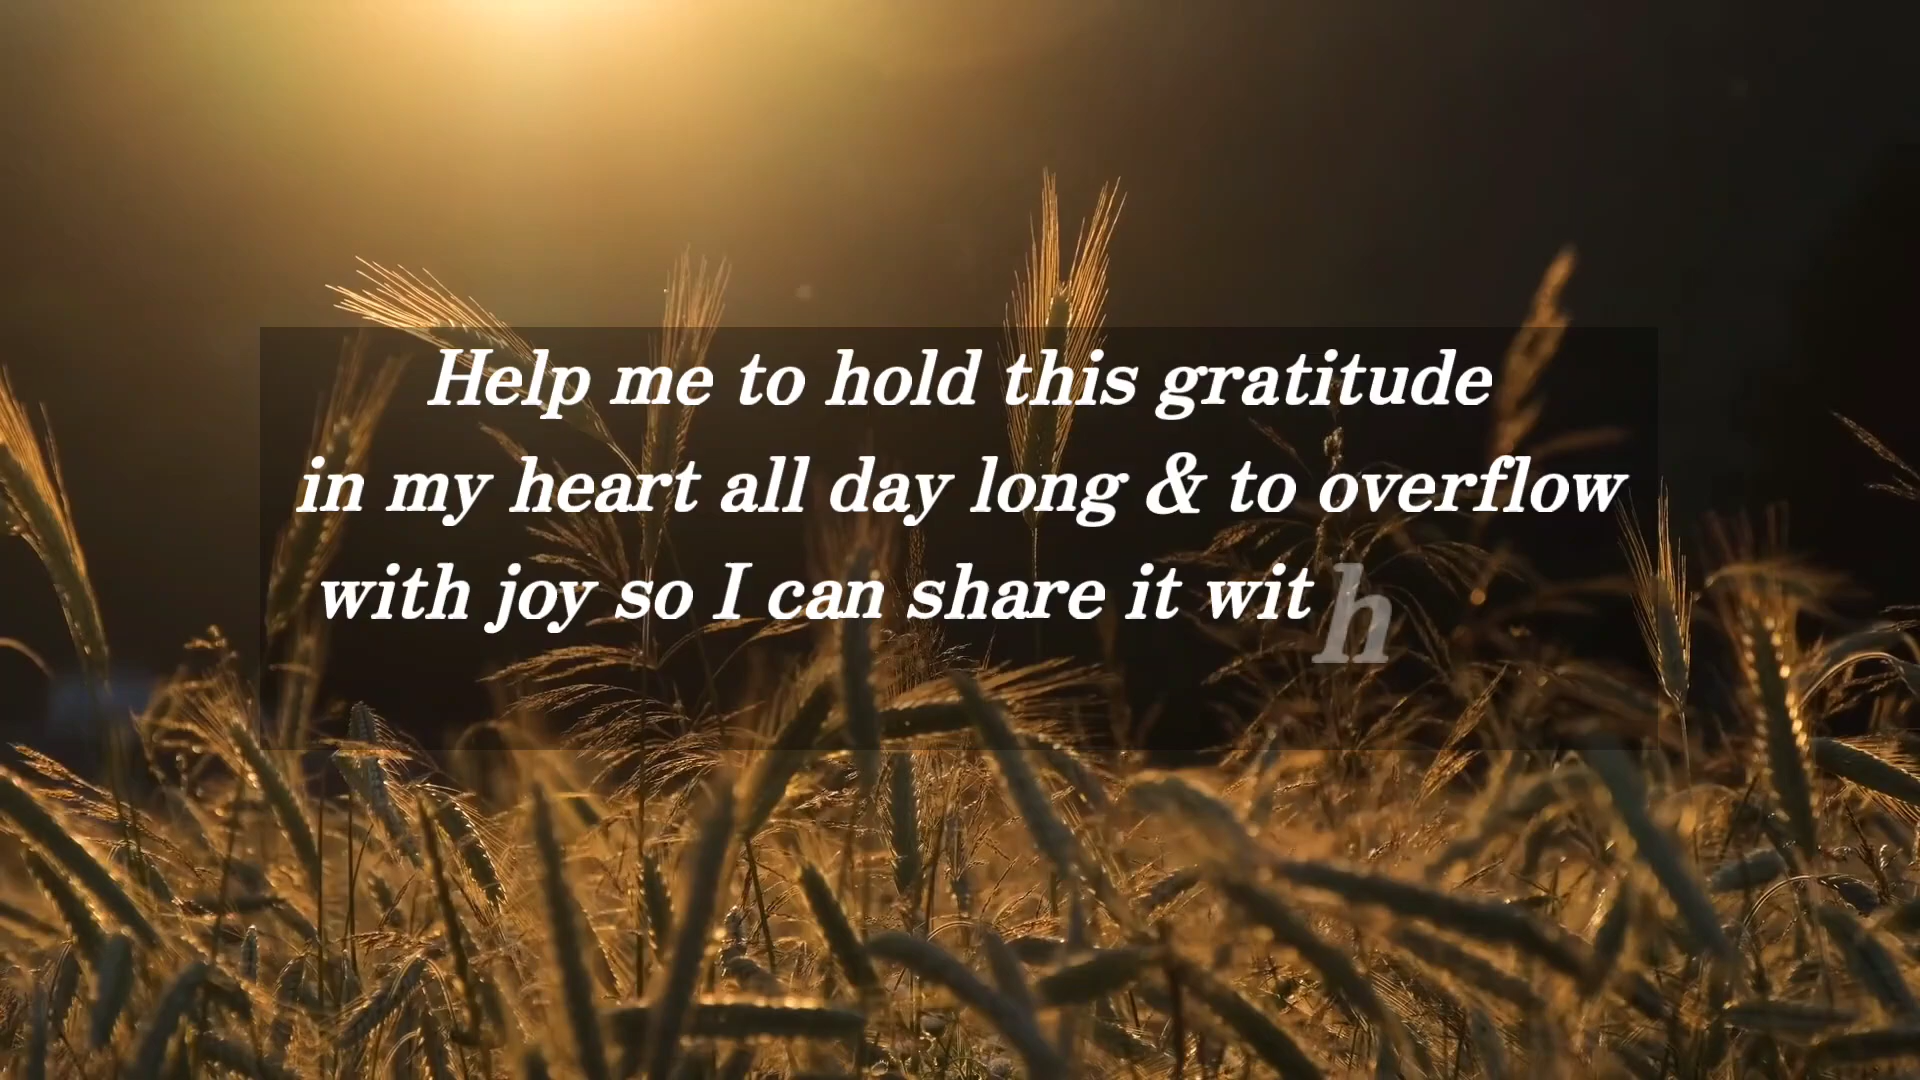 Help me to hold this gratitude
in my heart all day long & to overflow
with joy so I can share it with